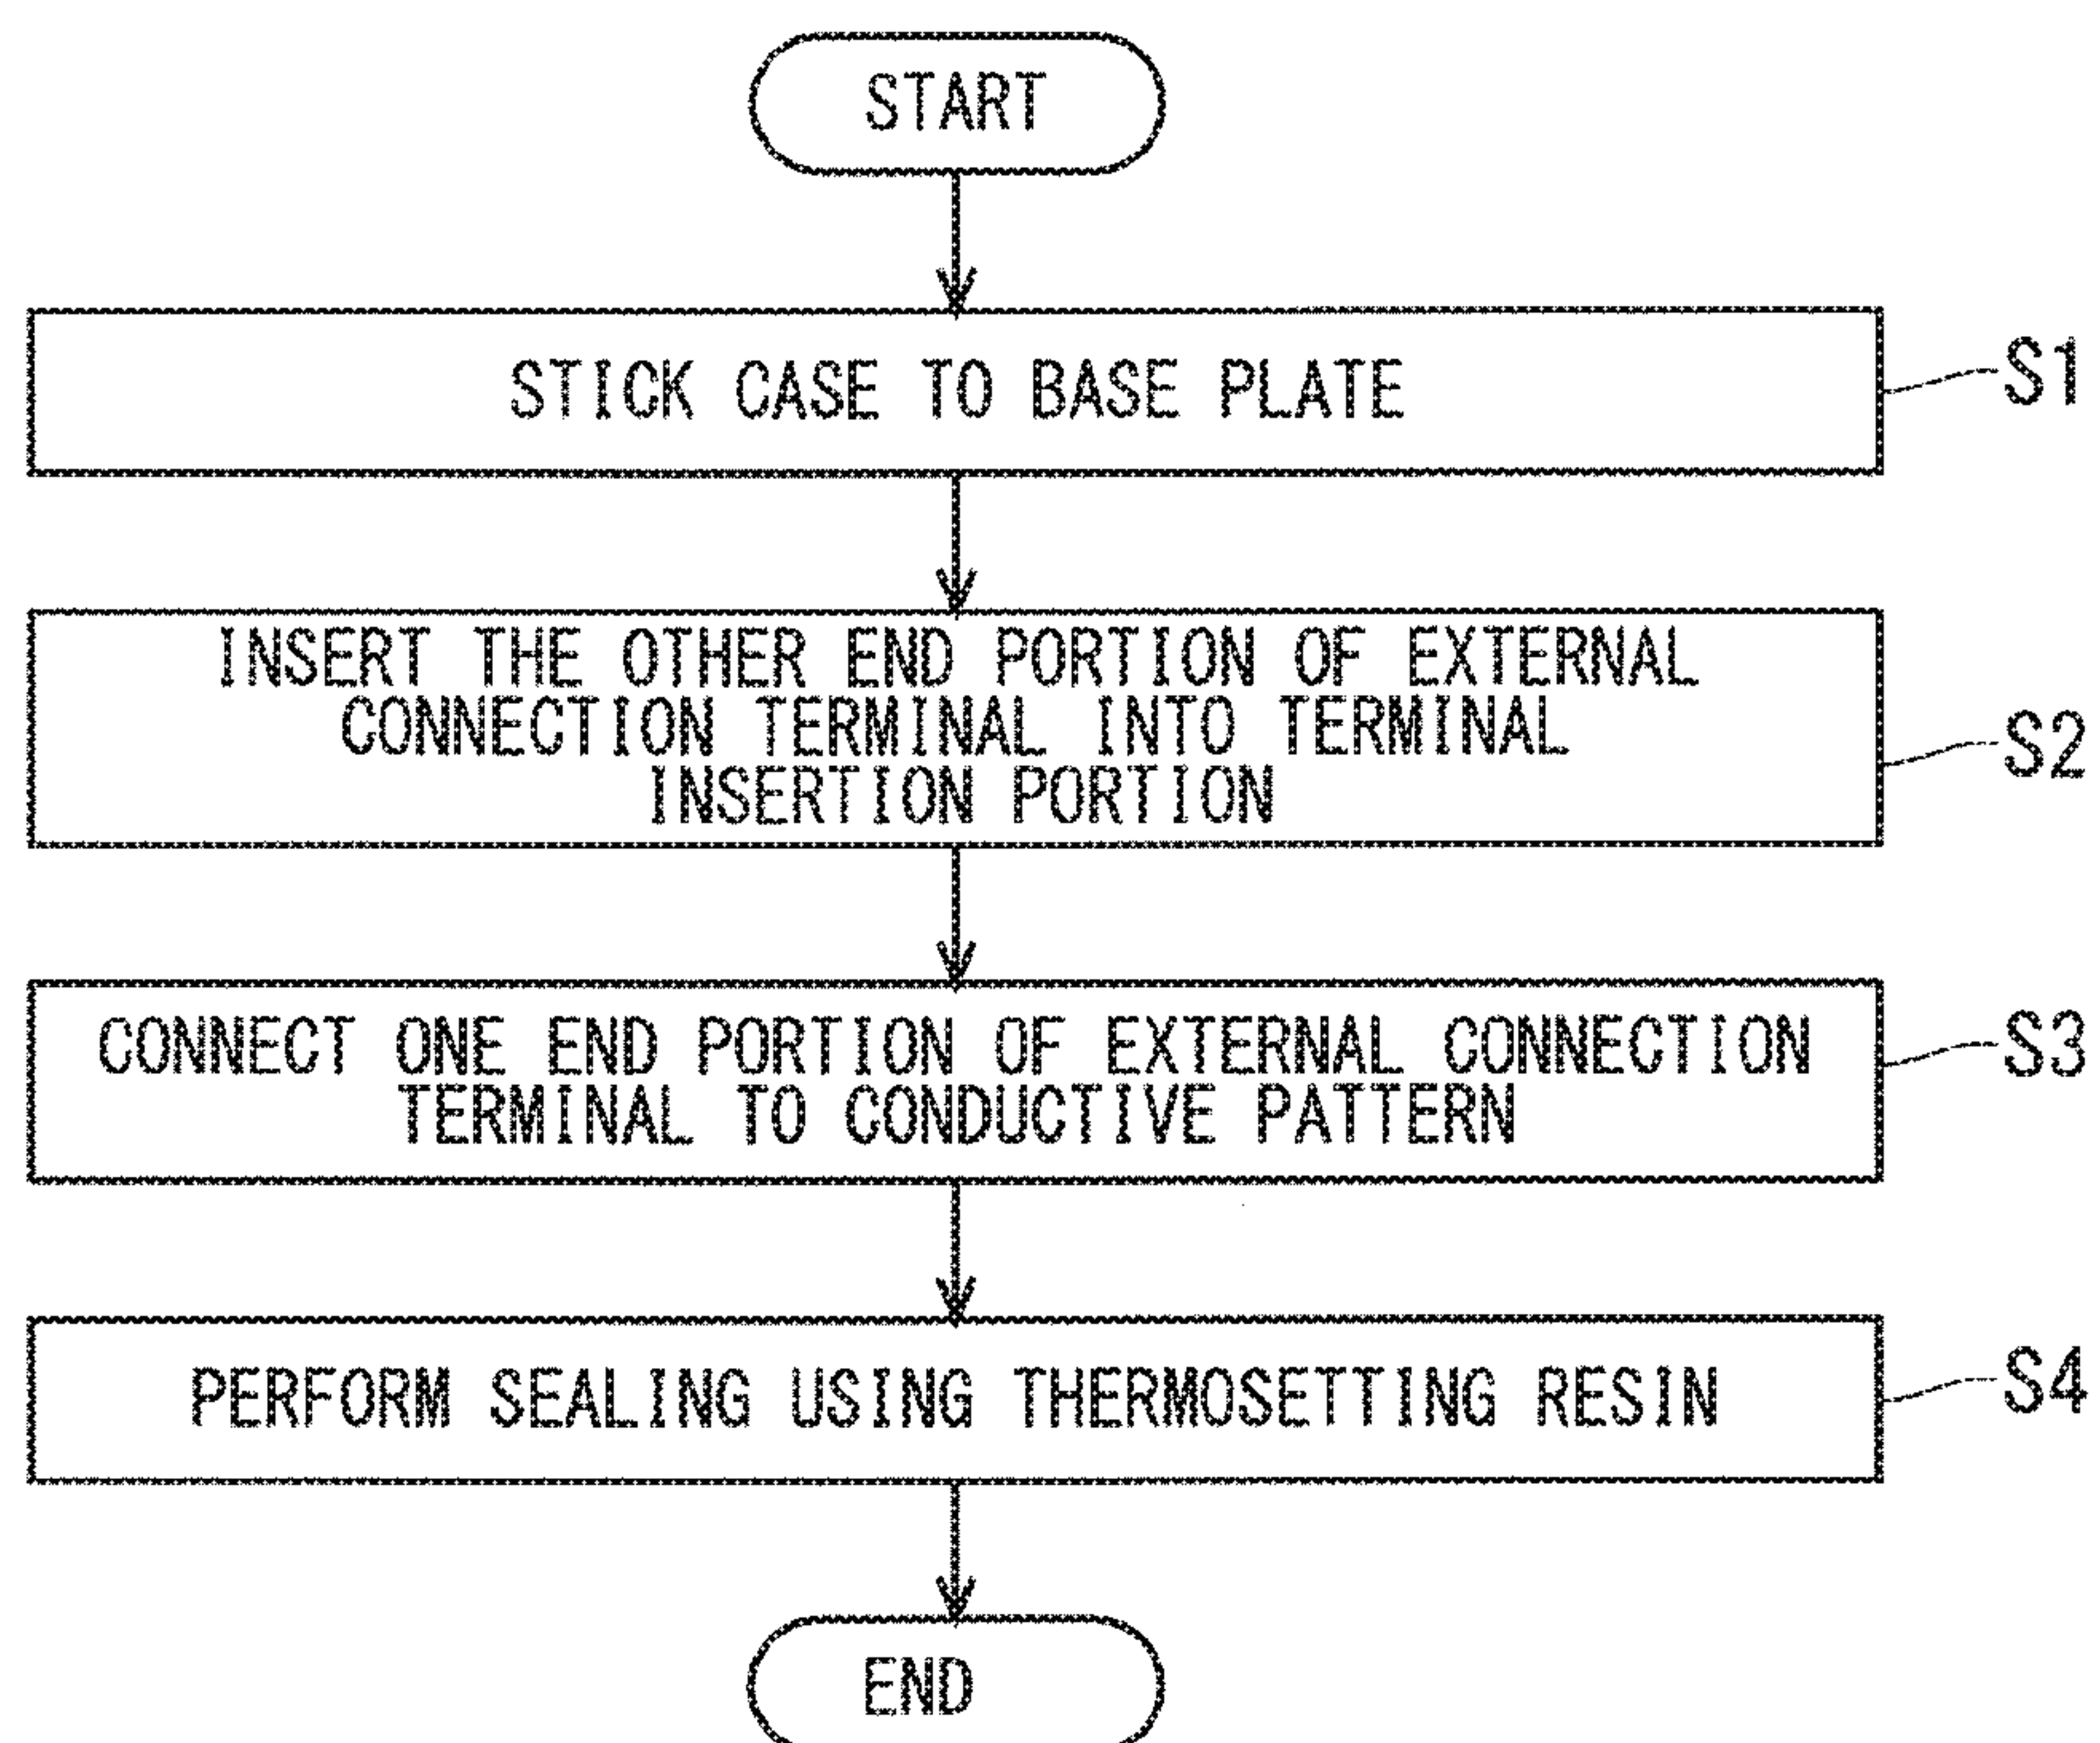 START
STICK CASE TO BASE PLATE
S1
INSERT THE OTHER END PORTION OF EXTERNAL
CONNECTION TERMINAL INTO TERMINAL
INSERTION PORTION
S2
CONNECT ONE END PORTION OF EXTERNAL CONNECTION
TERMINAL TO CONDUCTIVE PATTERN
S3
PERFORM SEALING USING THERMOSETTING RESIN
S4
END